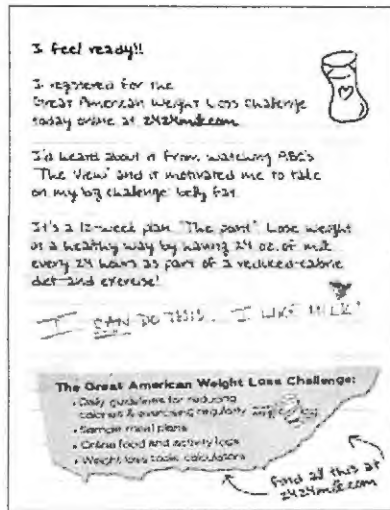 I feel ready!!
I registered for the
Great American Weight Loss Challenge
today online at 2424milk.com
I'd heard about it from watching ABC's
"The View" and it motivated me to take
on my big challenge: belly fat.
It's a 12-week plan. "The point": Lose weight
in a healthy way by having 24 oz. of milk
every 24 hours as part of a reduced-calorie
diet and exercise!
I CAN DO THIS. I LIKE MILK!
The Great American Weight Loss Challenge:
• Daily guidelines for reducing
calories & exercising regularly
• Sample meal plans
• Online food and activity logs
• Weight loss tools, calculators
find all this at
2424milk.com